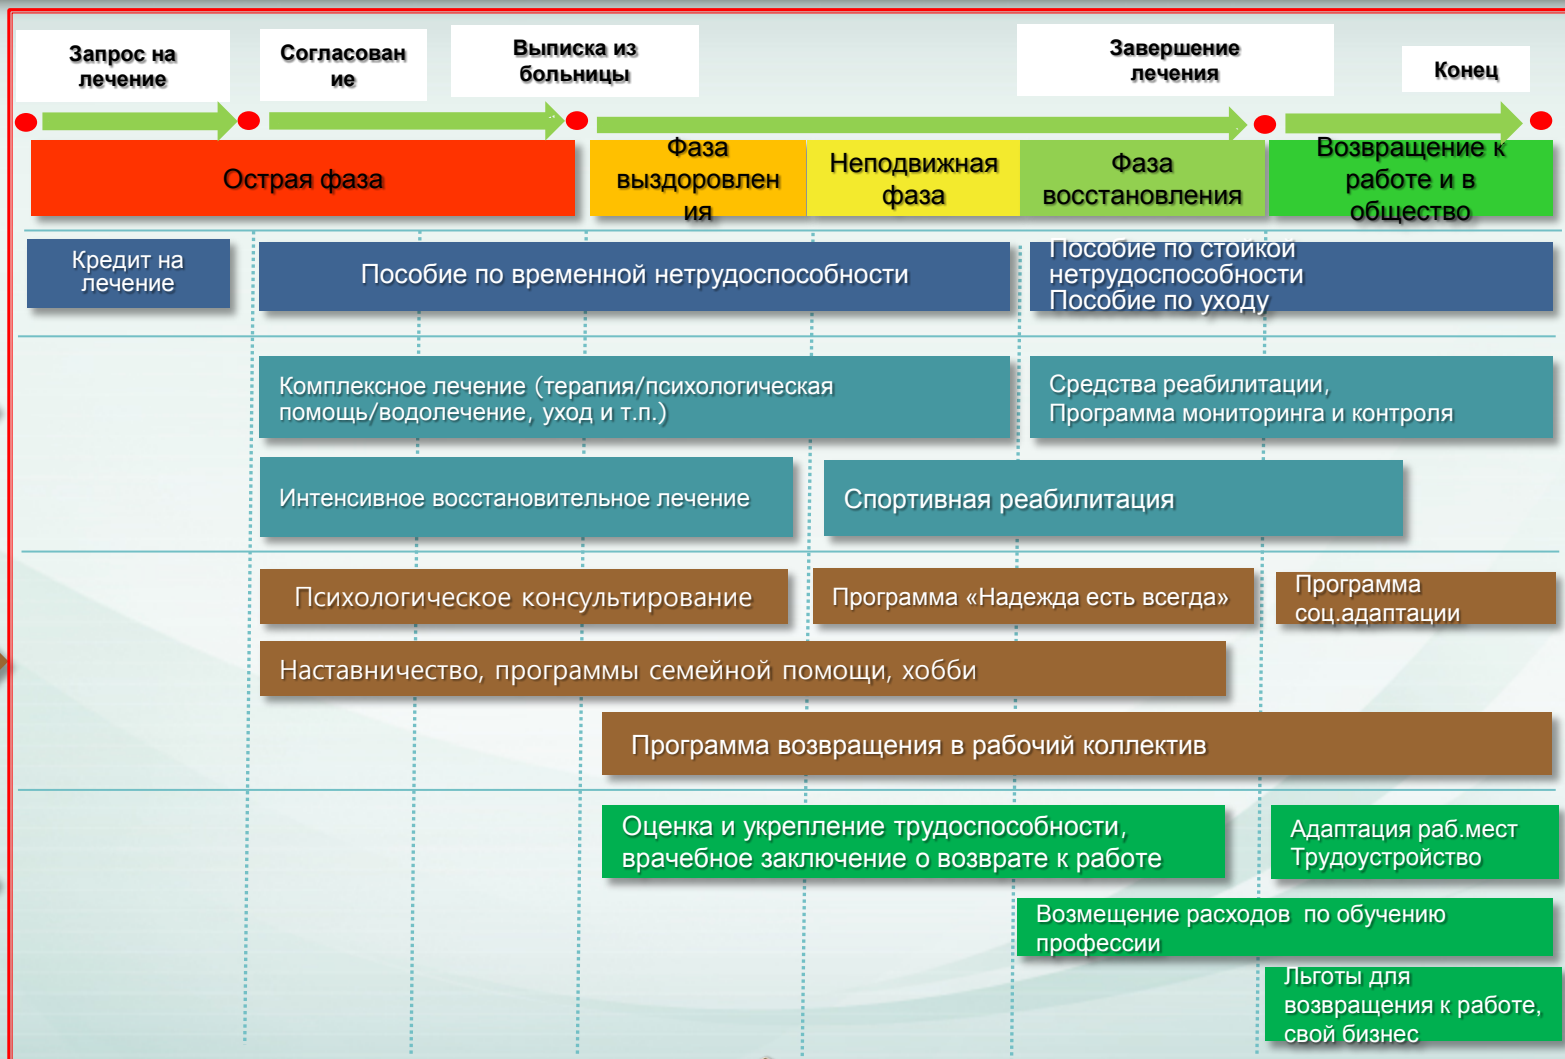 Запрос на
лечение
Согласован
ие
Выписка из
больницы
Завершение
лечения
Конец
Острая фаза
Фаза
выздоровлен
ия
Неподвижная
фаза
Фаза
восстановления
Возвращение к
работе и в
общество
Кредит на
лечение
Пособие по временной нетрудоспособности
Пособие по стойкой
нетрудоспособности
Пособие по уходу
Комплексное лечение (терапия/психологическая
помощь/водолечение, уход и т.п.)
Средства реабилитации,
Программа мониторинга и контроля
Интенсивное восстановительное лечение
Спортивная реабилитация
Психологическое консультирование
Программа «Надежда есть всегда»
Программа
соц.адаптации
Наставничество, программы семейной помощи, хобби
Программа возвращения в рабочий коллектив
Оценка и укрепление трудоспособности,
врачебное заключение о возврате к работе
Адаптация раб.мест
Трудоустройство
Возмещение расходов по обучению
профессии
Льготы для
возвращения к работе,
свой бизнес